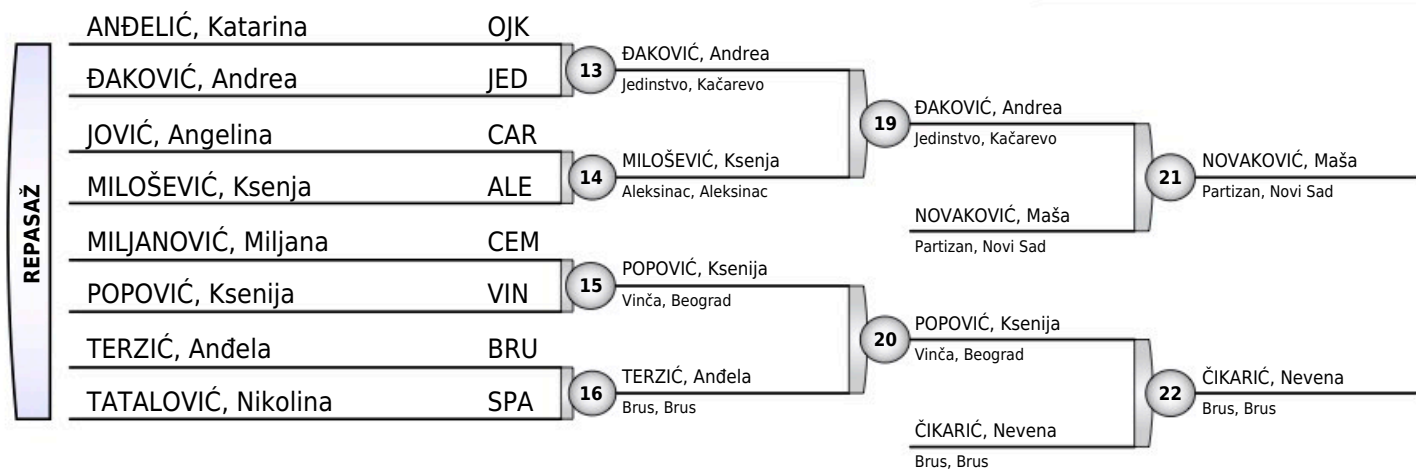 REPASAŽ
ANĐELIĆ, Katarina OJK
ĐAKOVIĆ, Andrea JED
JOVIĆ, Angelina CAR
MILOŠEVIĆ, Ksenja ALE
MILJANOVIĆ, Miljana CEM
POPOVIĆ, Ksenija VIN
TERZIĆ, Anđela BRU
TATALOVIĆ, Nikolina SPA
13
ĐAKOVIĆ, Andrea
Jedinstvo, Kačarevo
14
MILOŠEVIĆ, Ksenja
Aleksinac, Aleksinac
15
POPOVIĆ, Ksenija
Vinča, Beograd
16
TERZIĆ, Anđela
Brus, Brus
19
ĐAKOVIĆ, Andrea
Jedinstvo, Kačarevo
NOVAKOVIĆ, Maša
Partizan, Novi Sad
20
POPOVIĆ, Ksenija
Vinča, Beograd
ČIKARIĆ, Nevena
Brus, Brus
21
NOVAKOVIĆ, Maša
Partizan, Novi Sad
22
ČIKARIĆ, Nevena
Brus, Brus